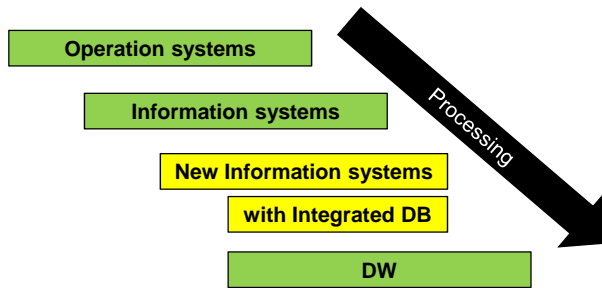 Operation systems
Information systems
Processing
New Information systems
with Integrated DB
DW